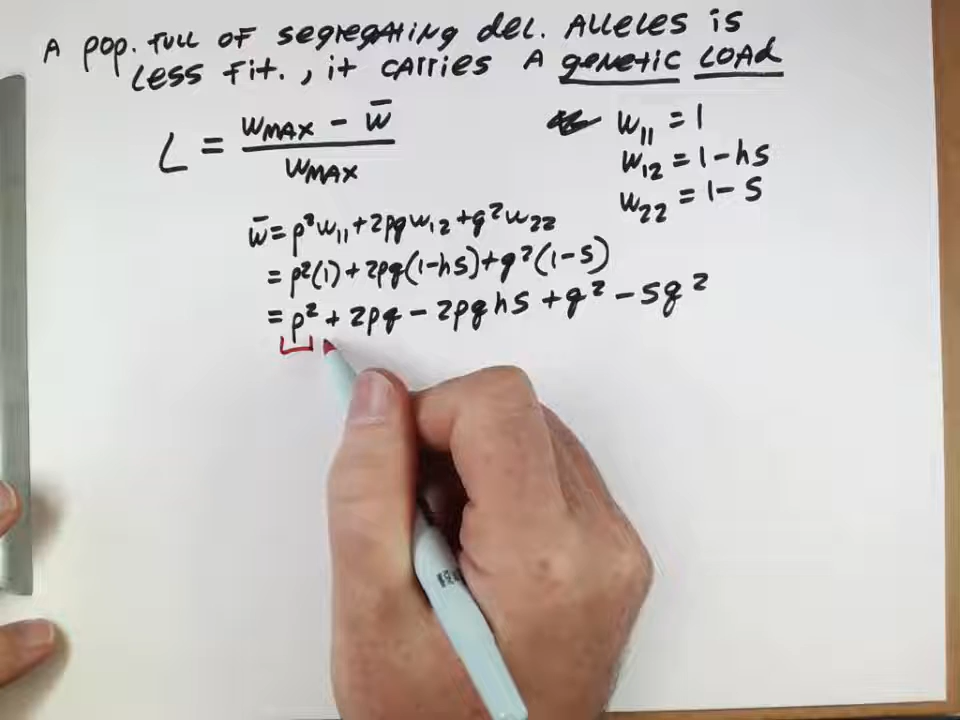 A pop. full of segregating del. Alleles is
less fit., it carries A genetic load
L = (wMAX - w̄) / wMAX
w11 = 1
w12 = 1 - hs
w22 = 1 - s
w̄ = p²w11 + 2pqw12 + q²w22
= p²(1) + 2pq(1-hs) + q²(1-s)
= p² + 2pq - 2pqhs + q² - sq²